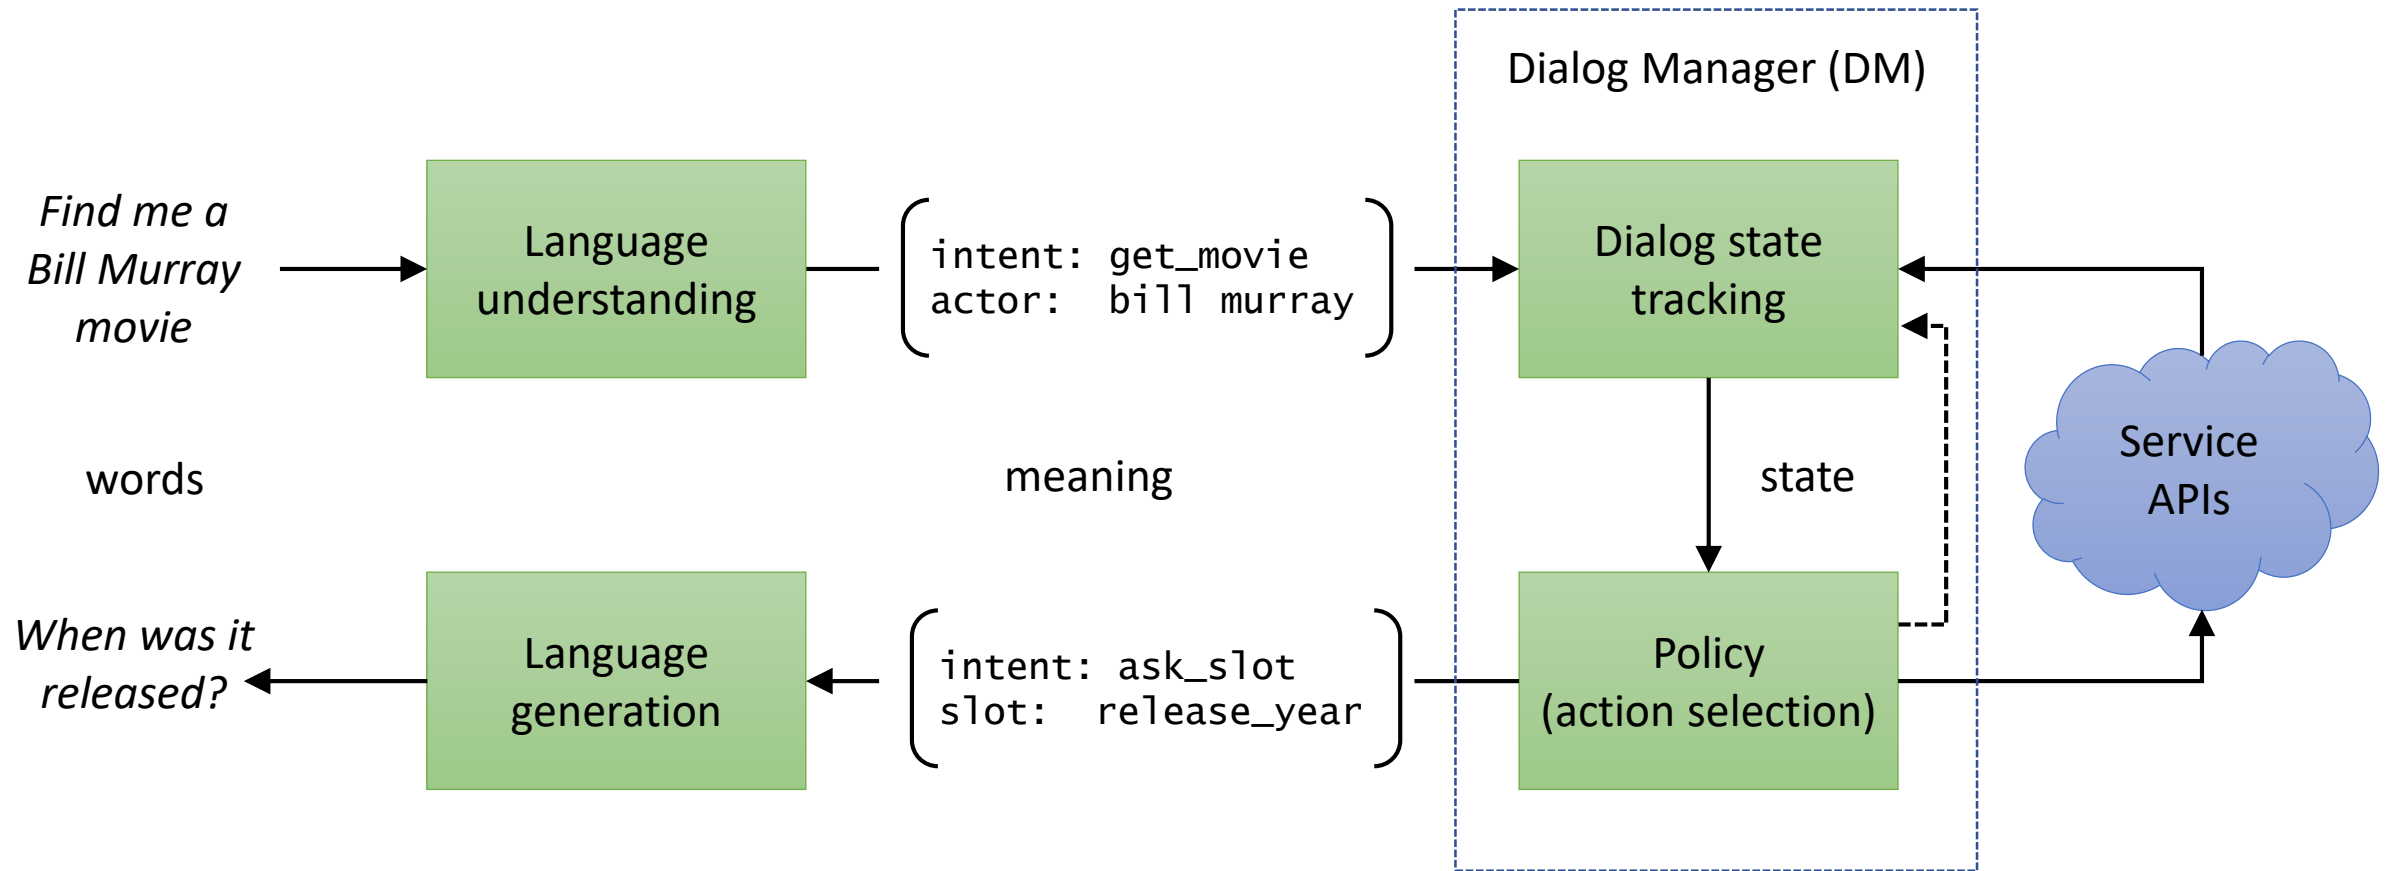 Dialog Manager (DM)
Find me a
Bill Murray
movie
Language
understanding
intent: get_movie
actor: bill murray
Dialog state
tracking
words
meaning
state
Service
APIs
When was it
released?
Language
generation
intent: ask_slot
slot: release_year
Policy
(action selection)